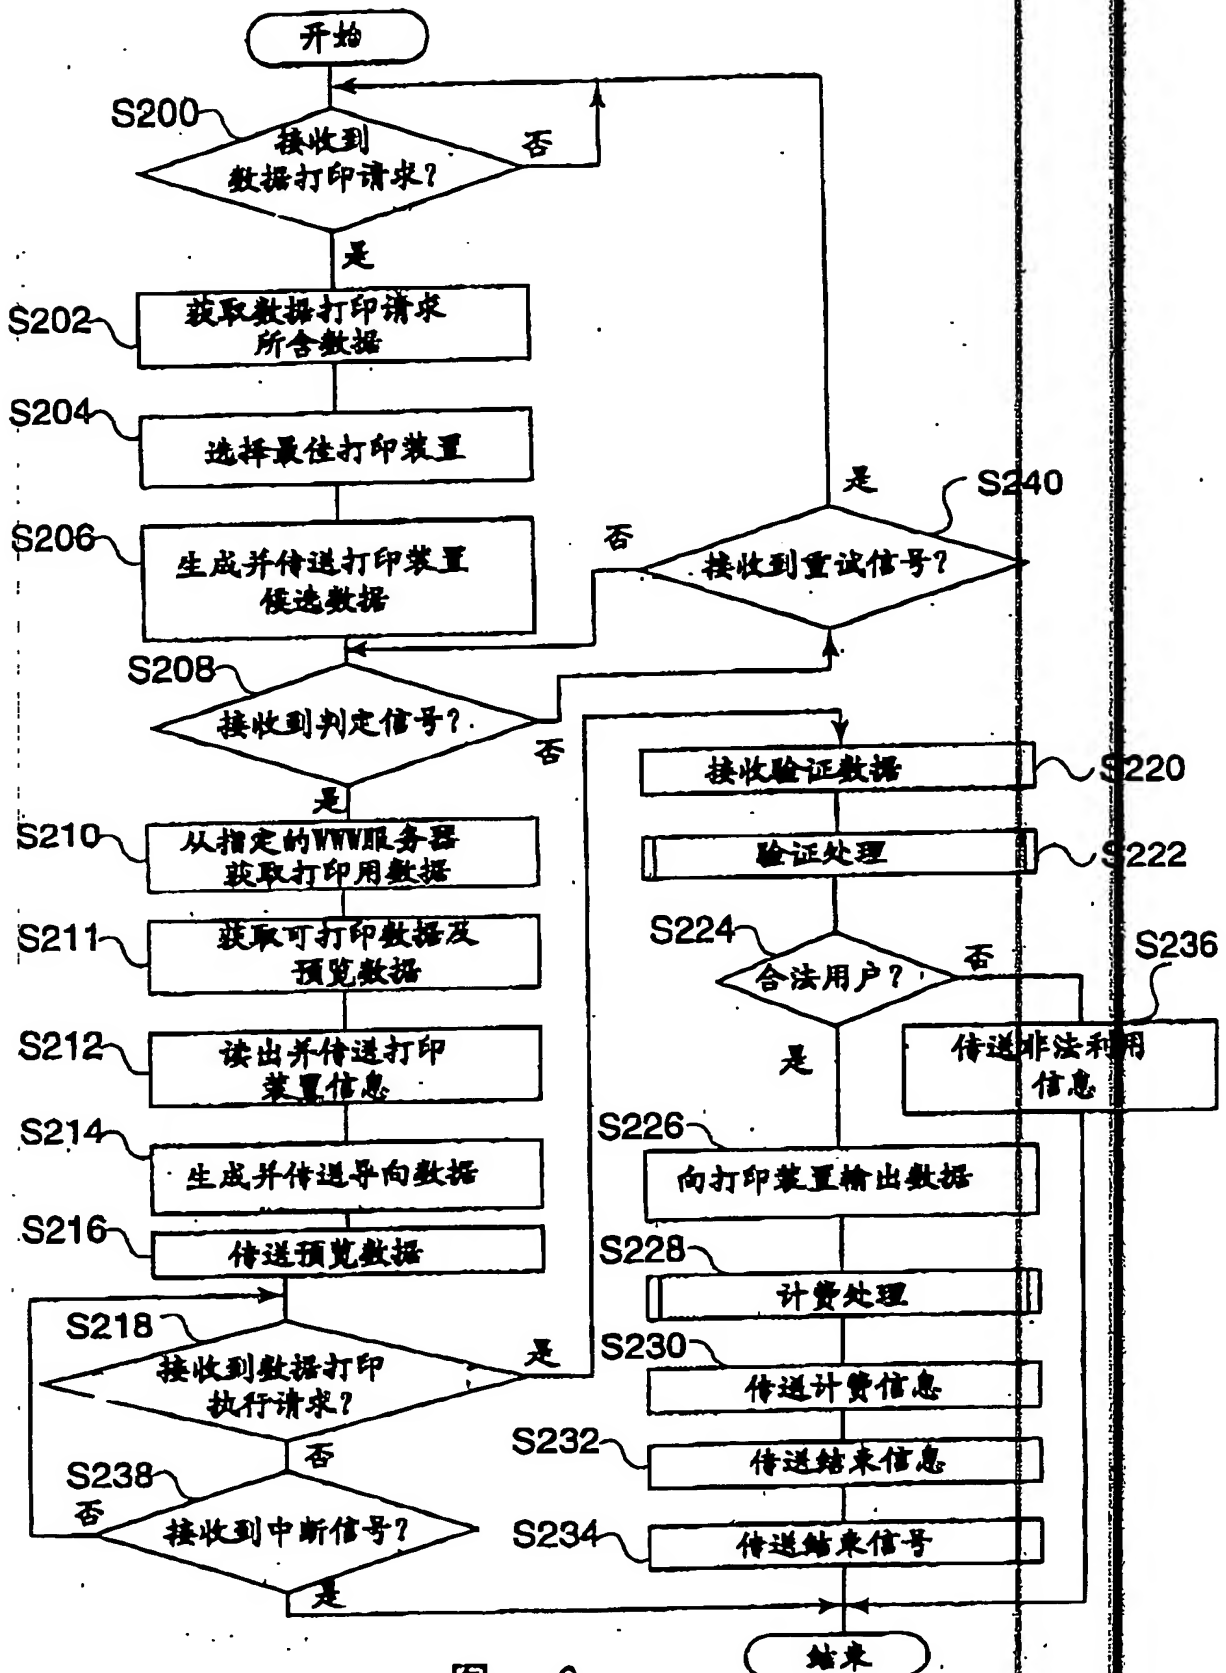 开始
S200
接收到
数据打印请求？
否
是
S202
获取数据打印请求
所含数据
S204
选择最佳打印装置
S206
生成并传送打印装置
候选数据
是
S240
否
接收到重试信号？
S208
接收到判定信号？
否
是
S210
从指定的WWW服务器
获取打印用数据
S211
获取可打印数据及
预览数据
S212
读出并传送打印
装置信息
S214
生成并传送导向数据
S216
传送预览数据
S218
接收到数据打印
执行请求？
是
否
S238
否
接收到中断信号？
是
接收验证数据
S220
验证处理
S222
S224
合法用户？
否
S236
是
传送非法利用
信息
S226
向打印装置输出数据
S228
计费处理
S230
传送计费信息
S232
传送结束信息
S234
传送结束信号
结束